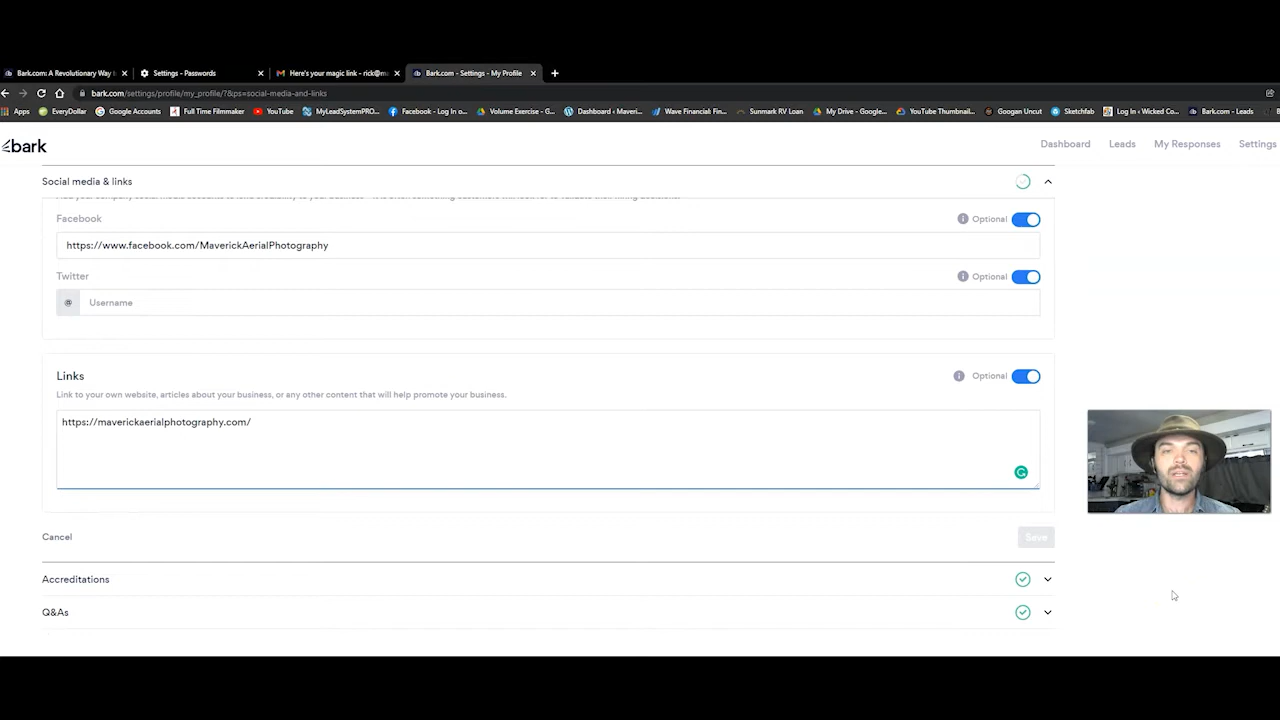 Bark.com: A Revolutionary Way
Settings - Passwords
Here's your magic link - rick@m
Bark.com - Settings - My Profile
bark.com/settings/profile/my_profile/?&ps=social-media-and-links
Apps
EveryDollar
Google Accounts
Full Time Filmmaker
YouTube
MyLeadSystemPRO...
Facebook - Log In o...
Volume Exercise - G...
Dashboard ‹ Maveri...
Wave Financial: Fin...
Sunmark RV Loan
My Drive - Google...
YouTube Thumbnail...
Googan Uncut
Sketchfab
Log In ‹ Wicked Co...
Bark.com - Leads
bark
Dashboard
Leads
My Responses
Settings
Social media & links
Facebook
Optional
https://www.facebook.com/MaverickAerialPhotography
Twitter
Optional
@
Username
Links
Optional
Link to your own website, articles about your business, or any other content that will help promote your business.
https://maverickaerialphotography.com/
Cancel
Save
Accreditations
Q&As